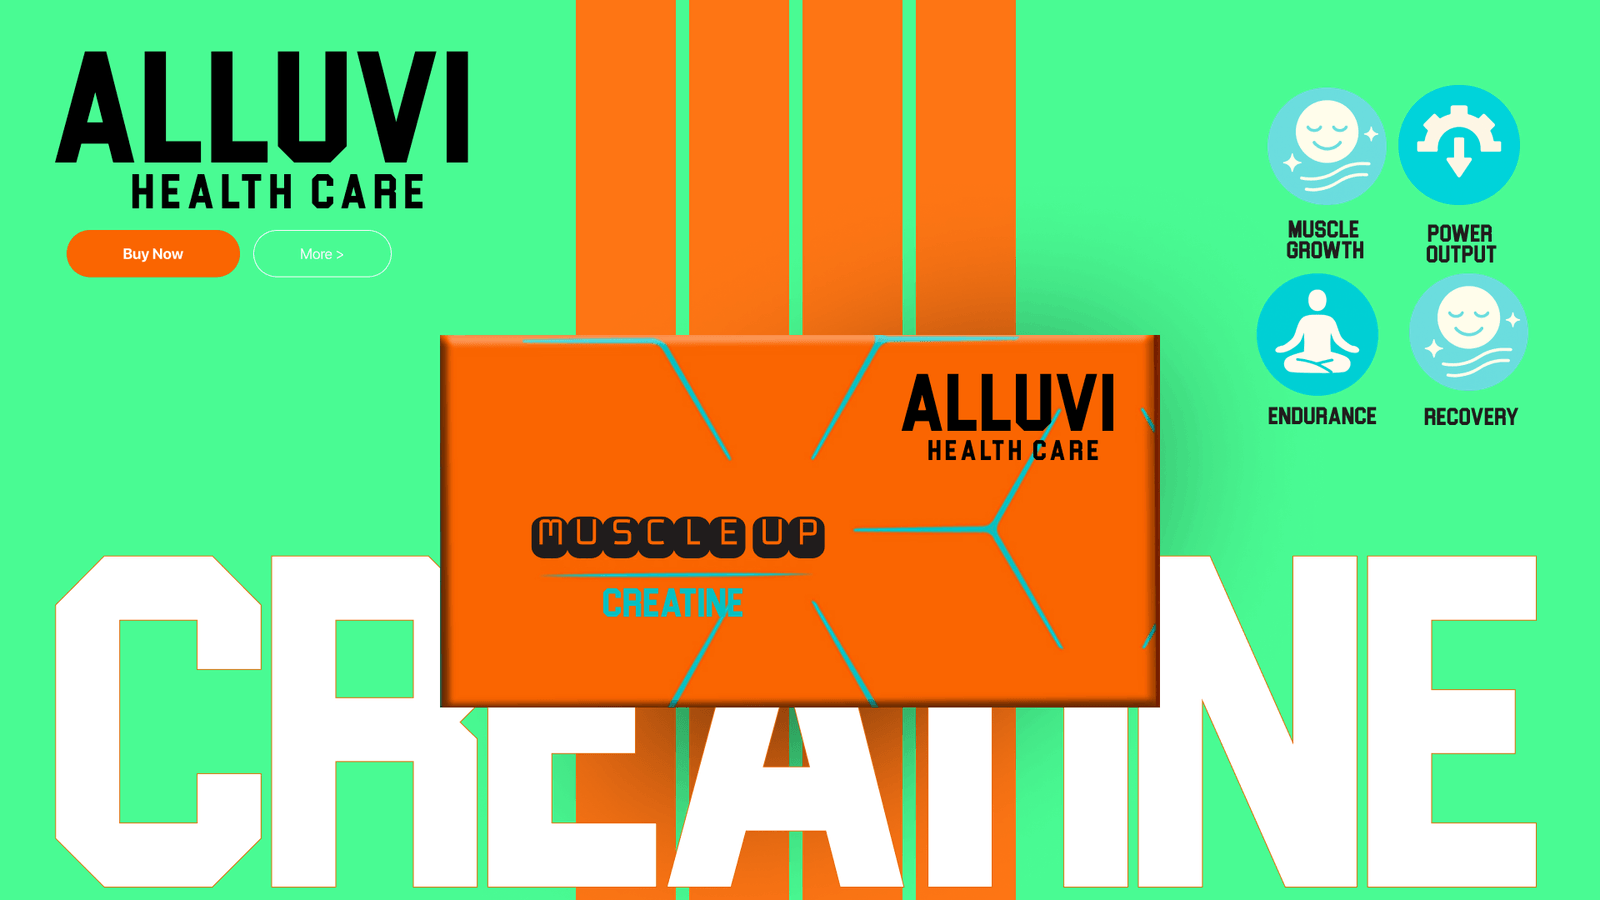 ALLUVI
HEALTH CARE
Buy Now
More >
MUSCLE
GROWTH
POWER
OUTPUT
ENDURANCE
RECOVERY
ALLUVI
HEALTH CARE
MUSCLE UP
CREATINE
CREATINE